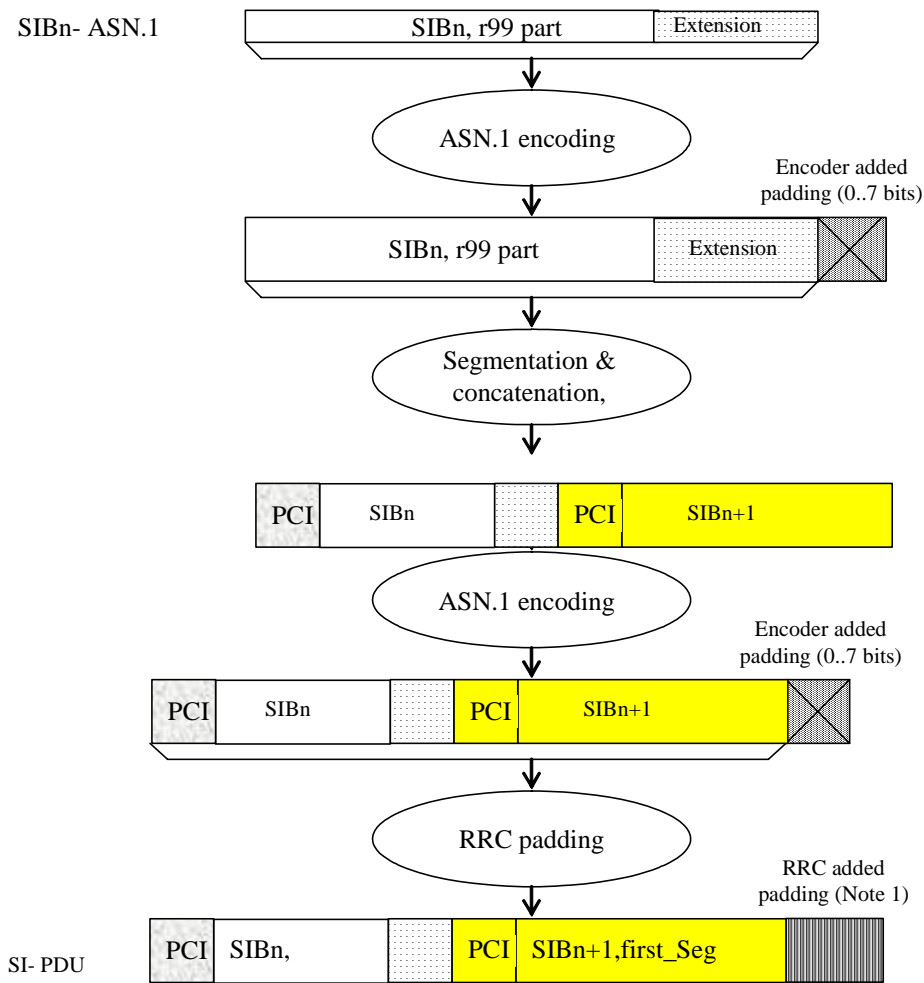 SIBn- ASN.1
SIBn, r99 part
Extension
ASN.1 encoding
Encoder added
padding (0..7 bits)
SIBn, r99 part
Extension
Segmentation &
concatenation,
PCI SIBn PCI SIBn+1
ASN.1 encoding
Encoder added
padding (0..7 bits)
PCI SIBn PCI SIBn+1
RRC padding
RRC added
padding (Note 1)
SI- PDU
PCI SIBn, PCI SIBn+1,first_Seg